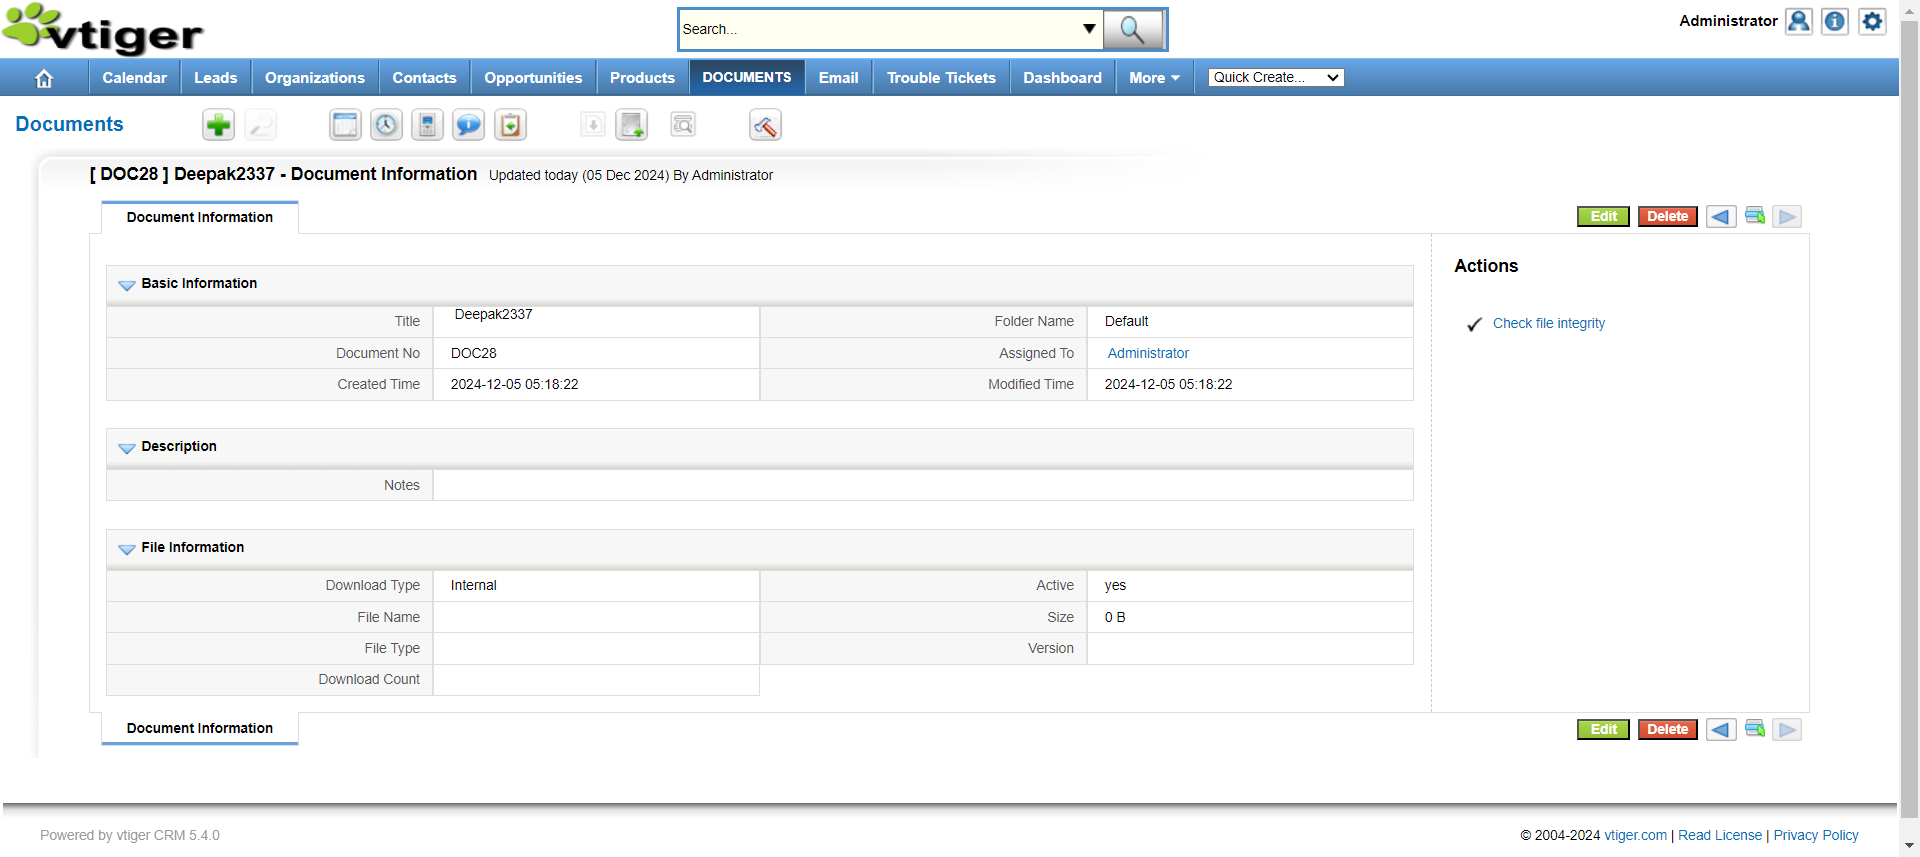 vtiger
Search...
Administrator
Calendar Leads Organizations Contacts Opportunities Products DOCUMENTS Email Trouble Tickets Dashboard More Quick Create...
Documents
[ DOC28 ] Deepak2337 - Document Information Updated today (05 Dec 2024) By Administrator
Document Information Edit Delete
Actions
Basic Information
Check file integrity
Title Deepak2337 Folder Name Default
Document No DOC28 Assigned To Administrator
Created Time 2024-12-05 05:18:22 Modified Time 2024-12-05 05:18:22
Description
Notes
File Information
Download Type Internal Active yes
File Name Size 0 B
File Type Version
Download Count
Document Information Edit Delete
Powered by vtiger CRM 5.4.0 © 2004-2024 vtiger.com | Read License | Privacy Policy